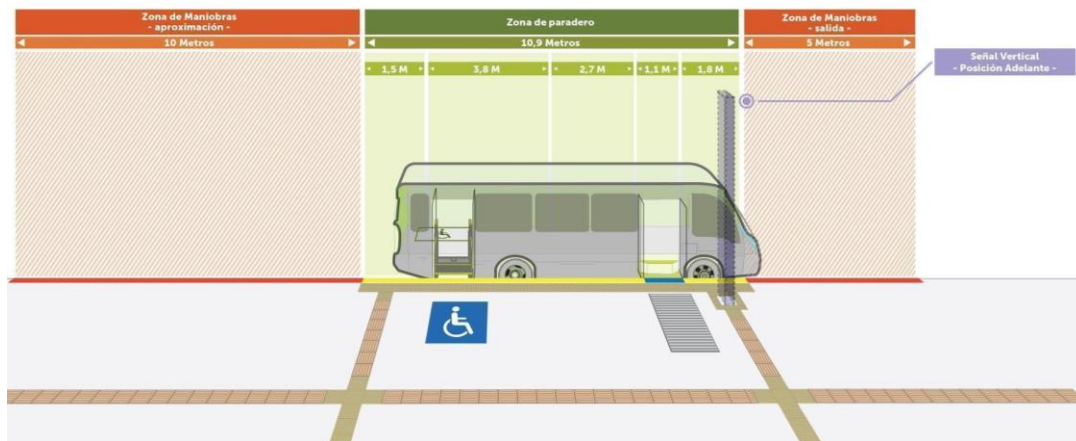 Zona de Maniobras
- aproximación -
10 Metros
Zona de paradero
10,9 Metros
Zona de Maniobras
- salida -
5 Metros
1,5 M
3,8 M
2,7 M
1,1 M
1,8 M
Señal Vertical
- Posición Adelante -